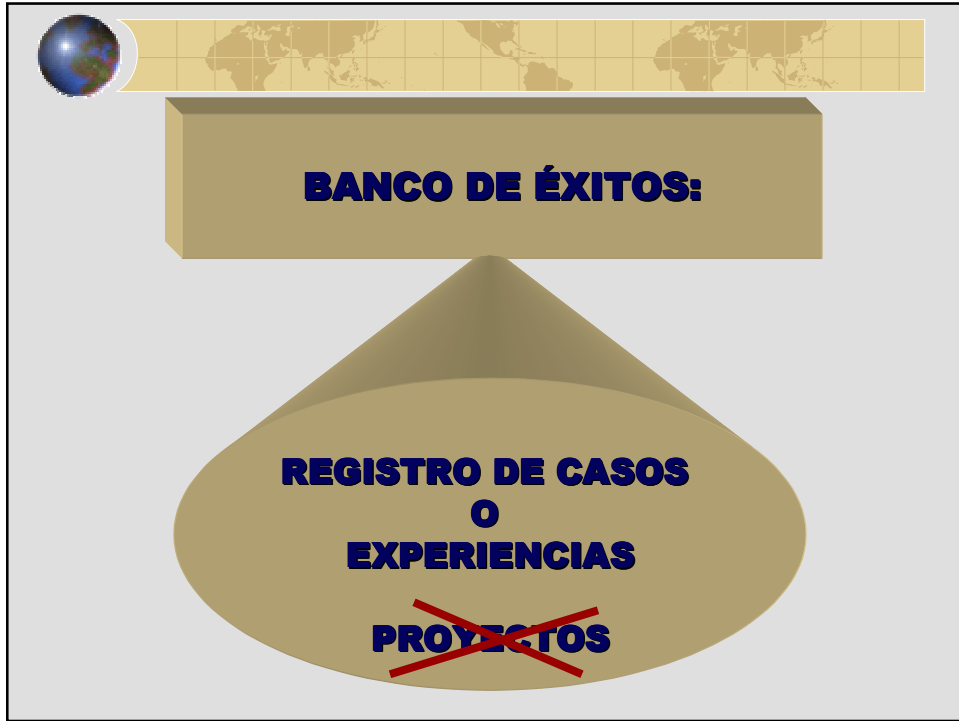 BANCO DE ÉXITOS:
REGISTRO DE CASOS
O
EXPERIENCIAS
PROYECTOS